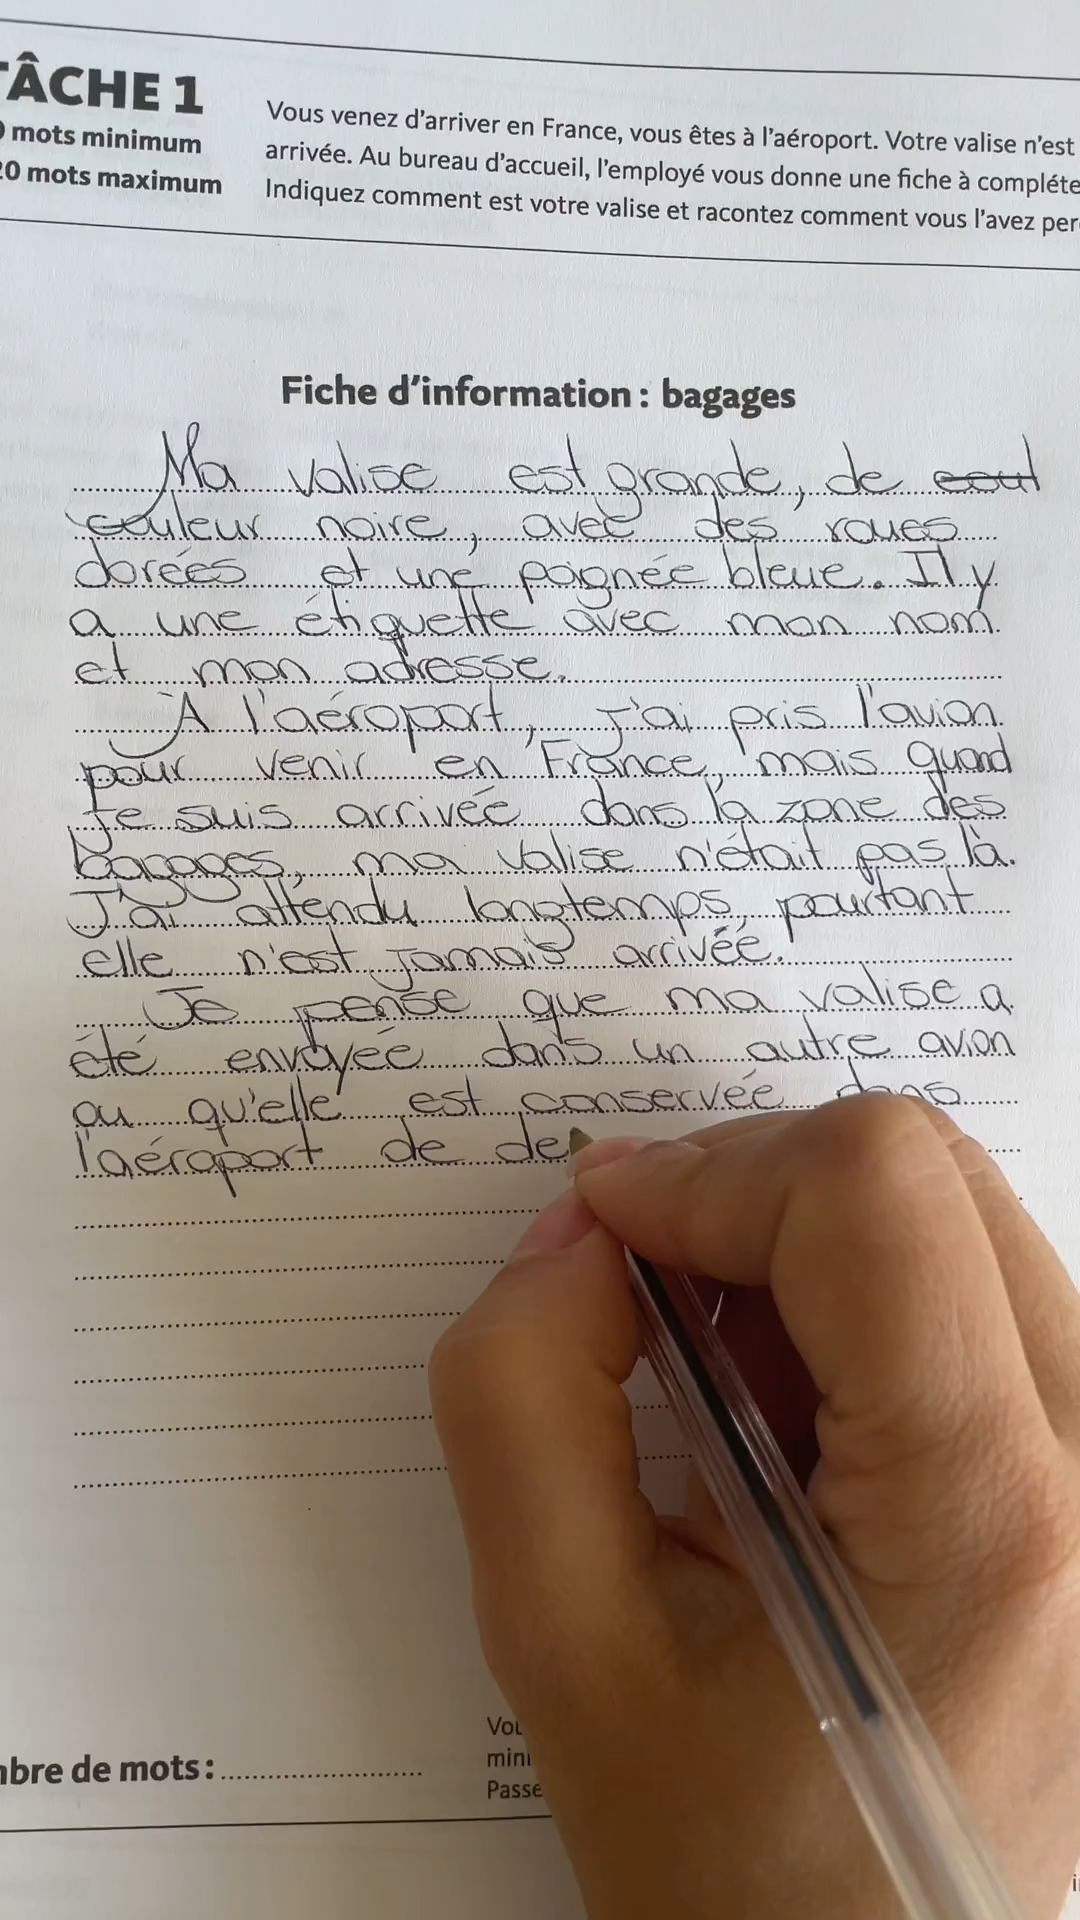 TÂCHE 1
mots minimum
20 mots maximum
Vous venez d'arriver en France, vous êtes à l'aéroport. Votre valise n'est
arrivée. Au bureau d'accueil, l'employé vous donne une fiche à compléte
Indiquez comment est votre valise et racontez comment vous l'avez per
Fiche d'information : bagages
Ma valise est grande, de cout
couleur noire, avec des roues
dorées et une poignée bleue. Il y
a une étiquette avec mon nom
et mon adresse.
À l'aéroport, j'ai pris l'avion
pour venir en France, mais quand
je suis arrivée dans la zone des
bagages, ma valise n'était pas là.
J'ai attendu longtemps, pourtant
elle n'est jamais arrivée.
Je pense que ma valise a
été envoyée dans un autre avion
ou qu'elle est conservée dans
l'aéroport de de
Vou
mini
Passe
mbre de mots :